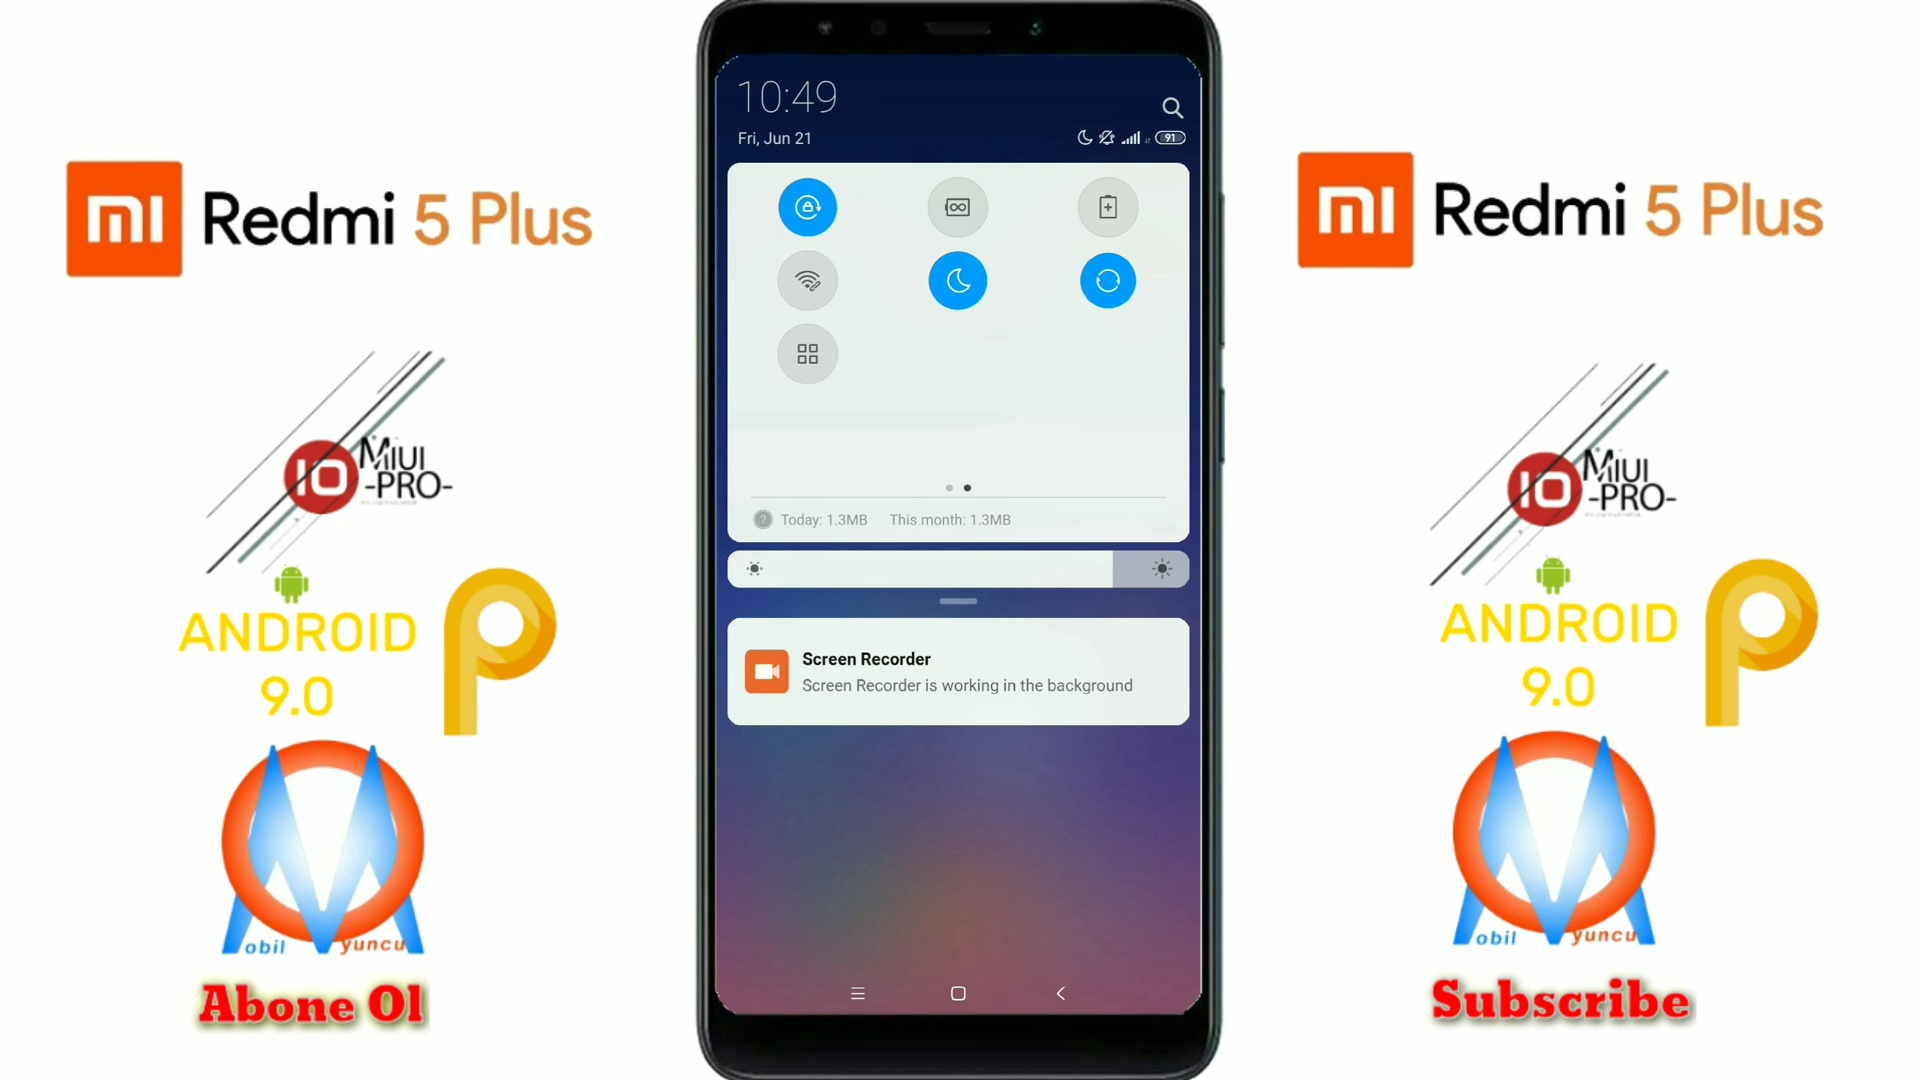 Redmi 5 Plus
10 MIUI
-PRO-
ANDROID
9.0
obil yuncu
Abone Ol
10:49
Fri, Jun 21
91
Today: 1.3MB This month: 1.3MB
Screen Recorder
Screen Recorder is working in the background
Redmi 5 Plus
10 MIUI
-PRO-
ANDROID
9.0
obil yuncu
Subscribe